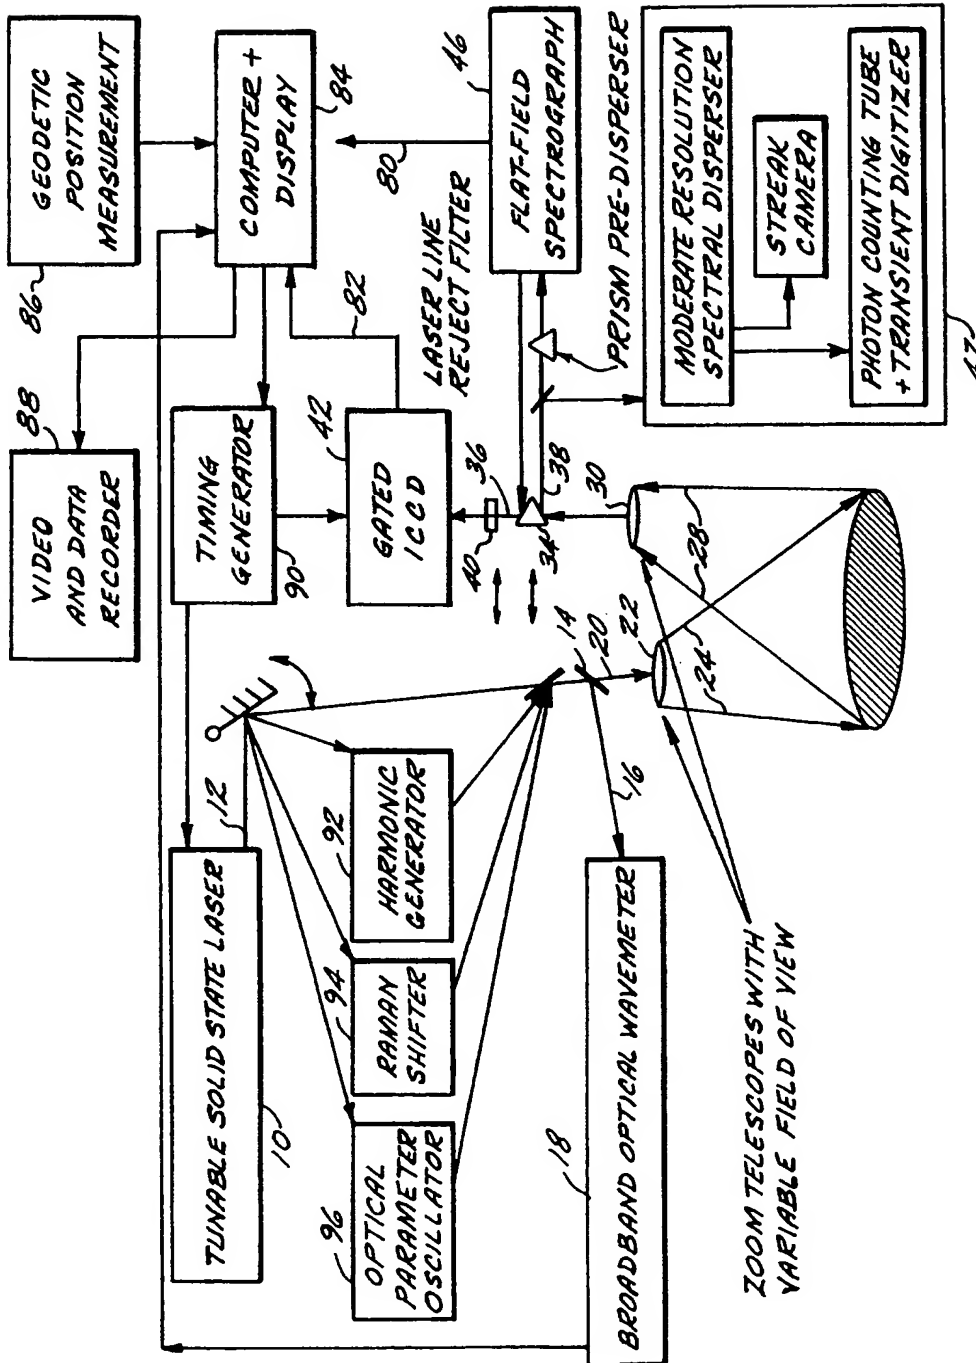 GEODETIC
POSITION
MEASUREMENT
86
COMPUTER +
DISPLAY
84
80
FLAT-FIELD
SPECTROGRAPH
46
VIDEO
AND DATA
RECORDER
88
TIMING
GENERATOR
90
GATED
ICCD
42
82
LASER LINE
REJECT FILTER
PRISM PRE-DISPERSER
40
36
34
38
30
28
MODERATE RESOLUTION
SPECTRAL DISPERSER
STREAK
CAMERA
PHOTON COUNTING TUBE
+TRANSIENT DIGITIZER
47
TUNABLE SOLID STATE LASER
10
12
HARMONIC
GENERATOR
92
RAMAN
SHIFTER
94
OPTICAL
PARAMETER
OSCILLATOR
96
14
20
22
24
16
BROADBAND OPTICAL WAVEMETER
18
ZOOM TELESCOPES WITH
VARIABLE FIELD OF VIEW